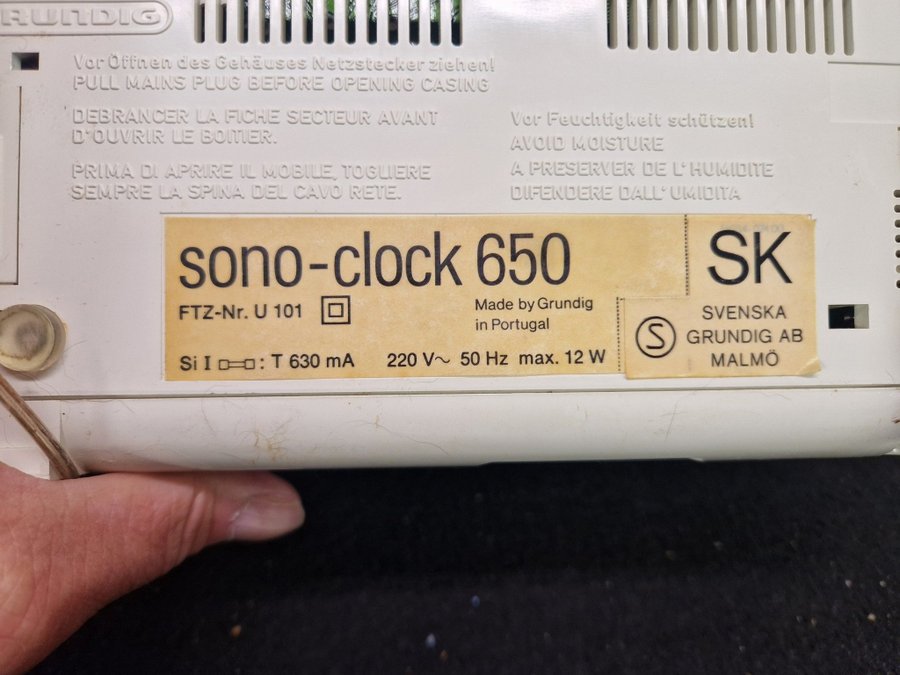 GRUNDIG
Vor Öffnen des Gehäuses Netzstecker ziehen!
PULL MAINS PLUG BEFORE OPENING CASING
DEBRANCER LA FICHE SECTEUR AVANT
D'OUVRIR LE BOITIER.
PRIMA DI APRIRE IL MOBILE, TOGLIERE
SEMPRE LA SPINA DEL CAVO RETE.
Vor Feuchtigkeit schützen!
AVOID MOISTURE
A PRESERVER DE L'HUMIDITE
DIFENDERE DALL'UMIDITA
sono-clock 650
FTZ-Nr. U 101
Made by Grundig
in Portugal
Si I : T 630 mA 220 V~ 50 Hz max. 12 W
SK
S
SVENSKA
GRUNDIG AB
MALMÖ